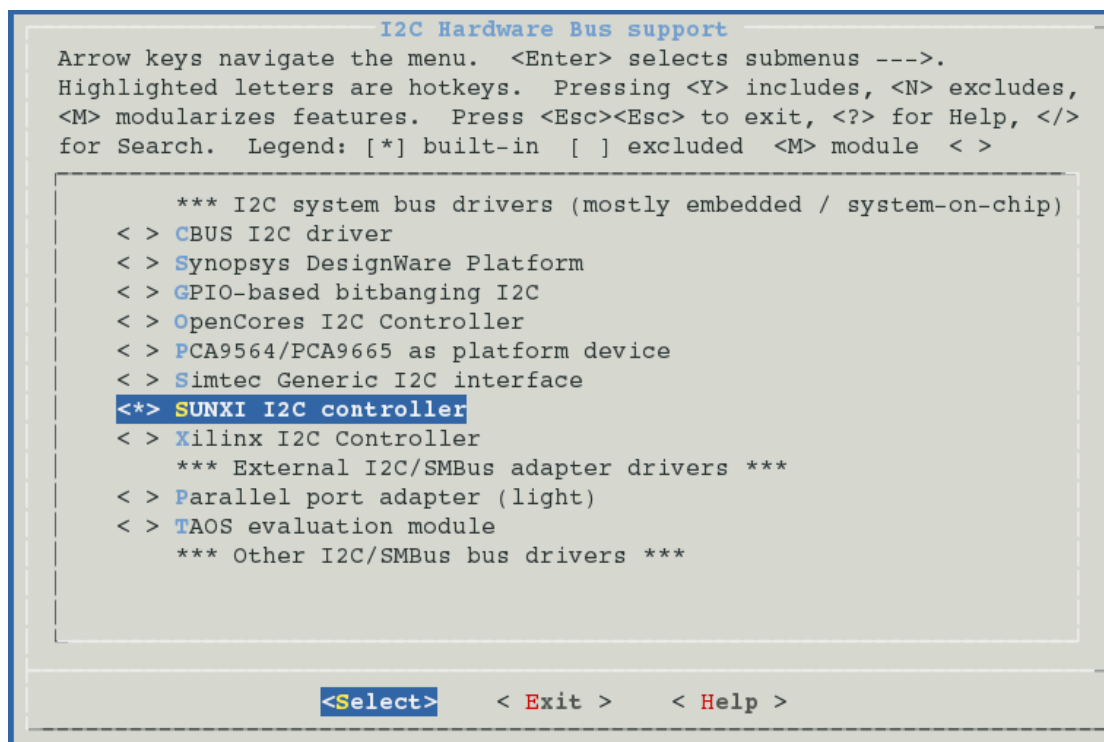 I2C Hardware Bus support
Arrow keys navigate the menu.  <Enter> selects submenus --->.
Highlighted letters are hotkeys.  Pressing <Y> includes, <N> excludes,
<M> modularizes features.  Press <Esc><Esc> to exit, <?> for Help, </>
for Search.  Legend: [*] built-in  [ ] excluded  <M> module  < >
*** I2C system bus drivers (mostly embedded / system-on-chip)
< > CBUS I2C driver
< > Synopsys DesignWare Platform
< > GPIO-based bitbanging I2C
< > OpenCores I2C Controller
< > PCA9564/PCA9665 as platform device
< > Simtec Generic I2C interface
<*> SUNXI I2C controller
< > Xilinx I2C Controller
*** External I2C/SMBus adapter drivers ***
< > Parallel port adapter (light)
< > TAOS evaluation module
*** Other I2C/SMBus bus drivers ***
<Select>    < Exit >    < Help >